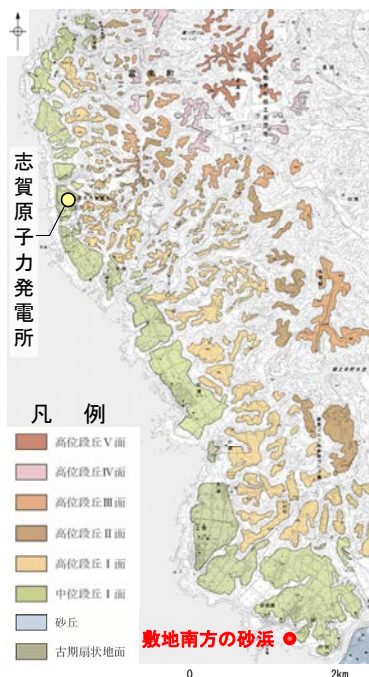 志賀原子力発電所
凡 例
高位段丘Ⅴ面
高位段丘Ⅳ面
高位段丘Ⅲ面
高位段丘Ⅱ面
高位段丘Ⅰ面
中位段丘Ⅰ面
砂丘
古期扇状地面
敷地南方の砂浜
0 2km